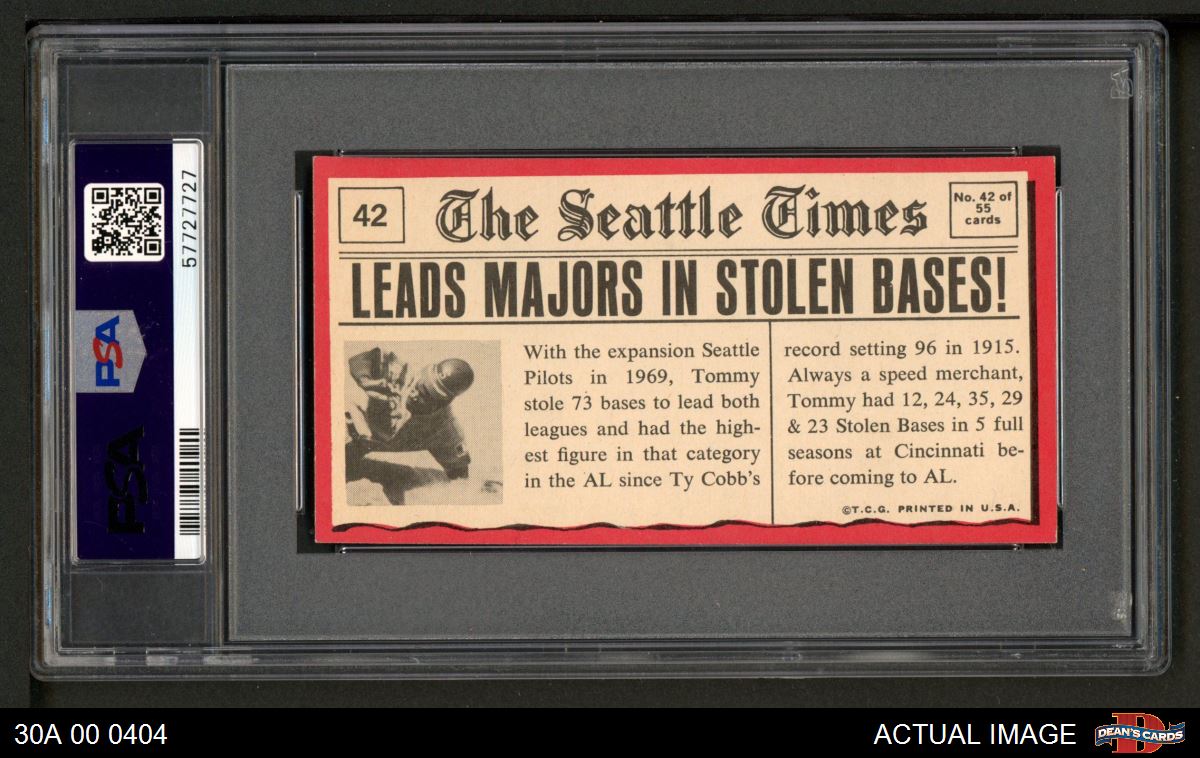 57727727
PSA
PSA
42
The Seattle Times
No. 42 of
55
cards
LEADS MAJORS IN STOLEN BASES!
With the expansion Seattle
Pilots in 1969, Tommy
stole 73 bases to lead both
leagues and had the high-
est figure in that category
in the AL since Ty Cobb's
record setting 96 in 1915.
Always a speed merchant,
Tommy had 12, 24, 35, 29
& 23 Stolen Bases in 5 full
seasons at Cincinnati be-
fore coming to AL.
©T.C.G. PRINTED IN U.S.A.
30A 00 0404
ACTUAL IMAGE
DEAN'S CARDS